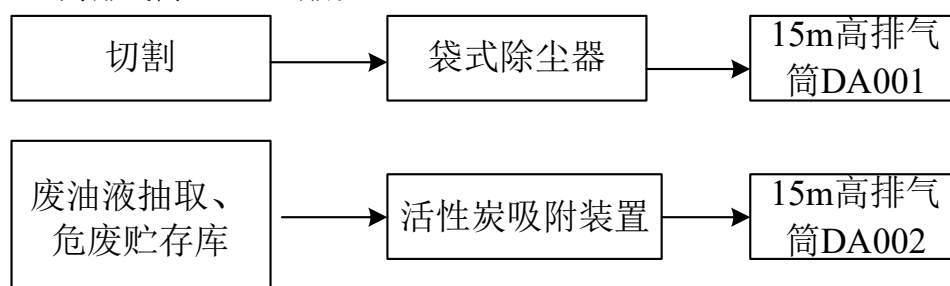 切割
袋式除尘器
15m高排气
筒DA001
废油液抽取、
危废贮存库
活性炭吸附装置
15m高排气
筒DA002